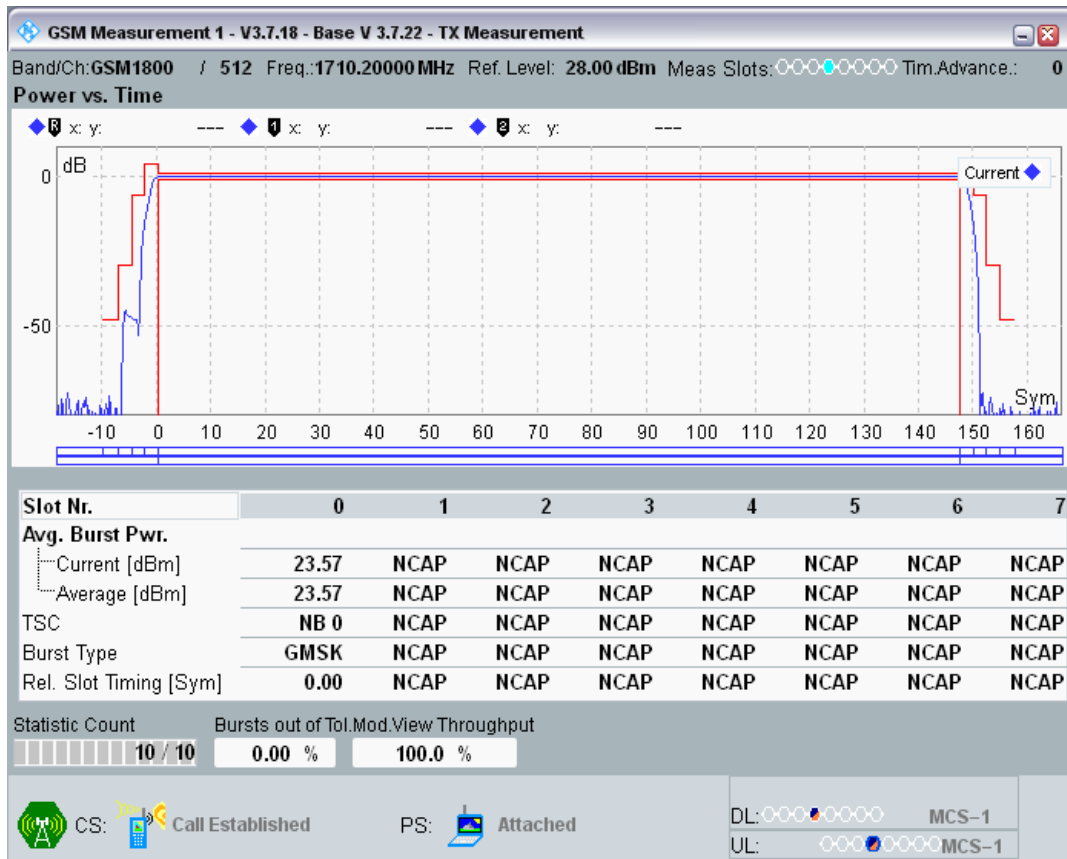 GSM Measurement 1 - V3.7.18 - Base V 3.7.22 - TX Measurement
Band/Ch:GSM1800 / 512 Freq.:1710.20000 MHz Ref. Level: 28.00 dBm Meas Slots: Tim.Advance.: 0
Power vs. Time
R x: y: --- 1 x: y: --- 2 x: y: ---
dB
Current
0
-50
Sym
-10 0 10 20 30 40 50 60 70 80 90 100 110 120 130 140 150 160
Slot Nr. 0 1 2 3 4 5 6 7
Avg. Burst Pwr.
Current [dBm] 23.57 NCAP NCAP NCAP NCAP NCAP NCAP NCAP
Average [dBm] 23.57 NCAP NCAP NCAP NCAP NCAP NCAP NCAP
TSC NB 0 NCAP NCAP NCAP NCAP NCAP NCAP NCAP
Burst Type GMSK NCAP NCAP NCAP NCAP NCAP NCAP NCAP
Rel. Slot Timing [Sym] 0.00 NCAP NCAP NCAP NCAP NCAP NCAP NCAP
Statistic Count Bursts out of Tol. Mod.View Throughput
10 / 10 0.00 % 100.0 %
CS: Call Established PS: Attached
DL: MCS-1
UL: MCS-1